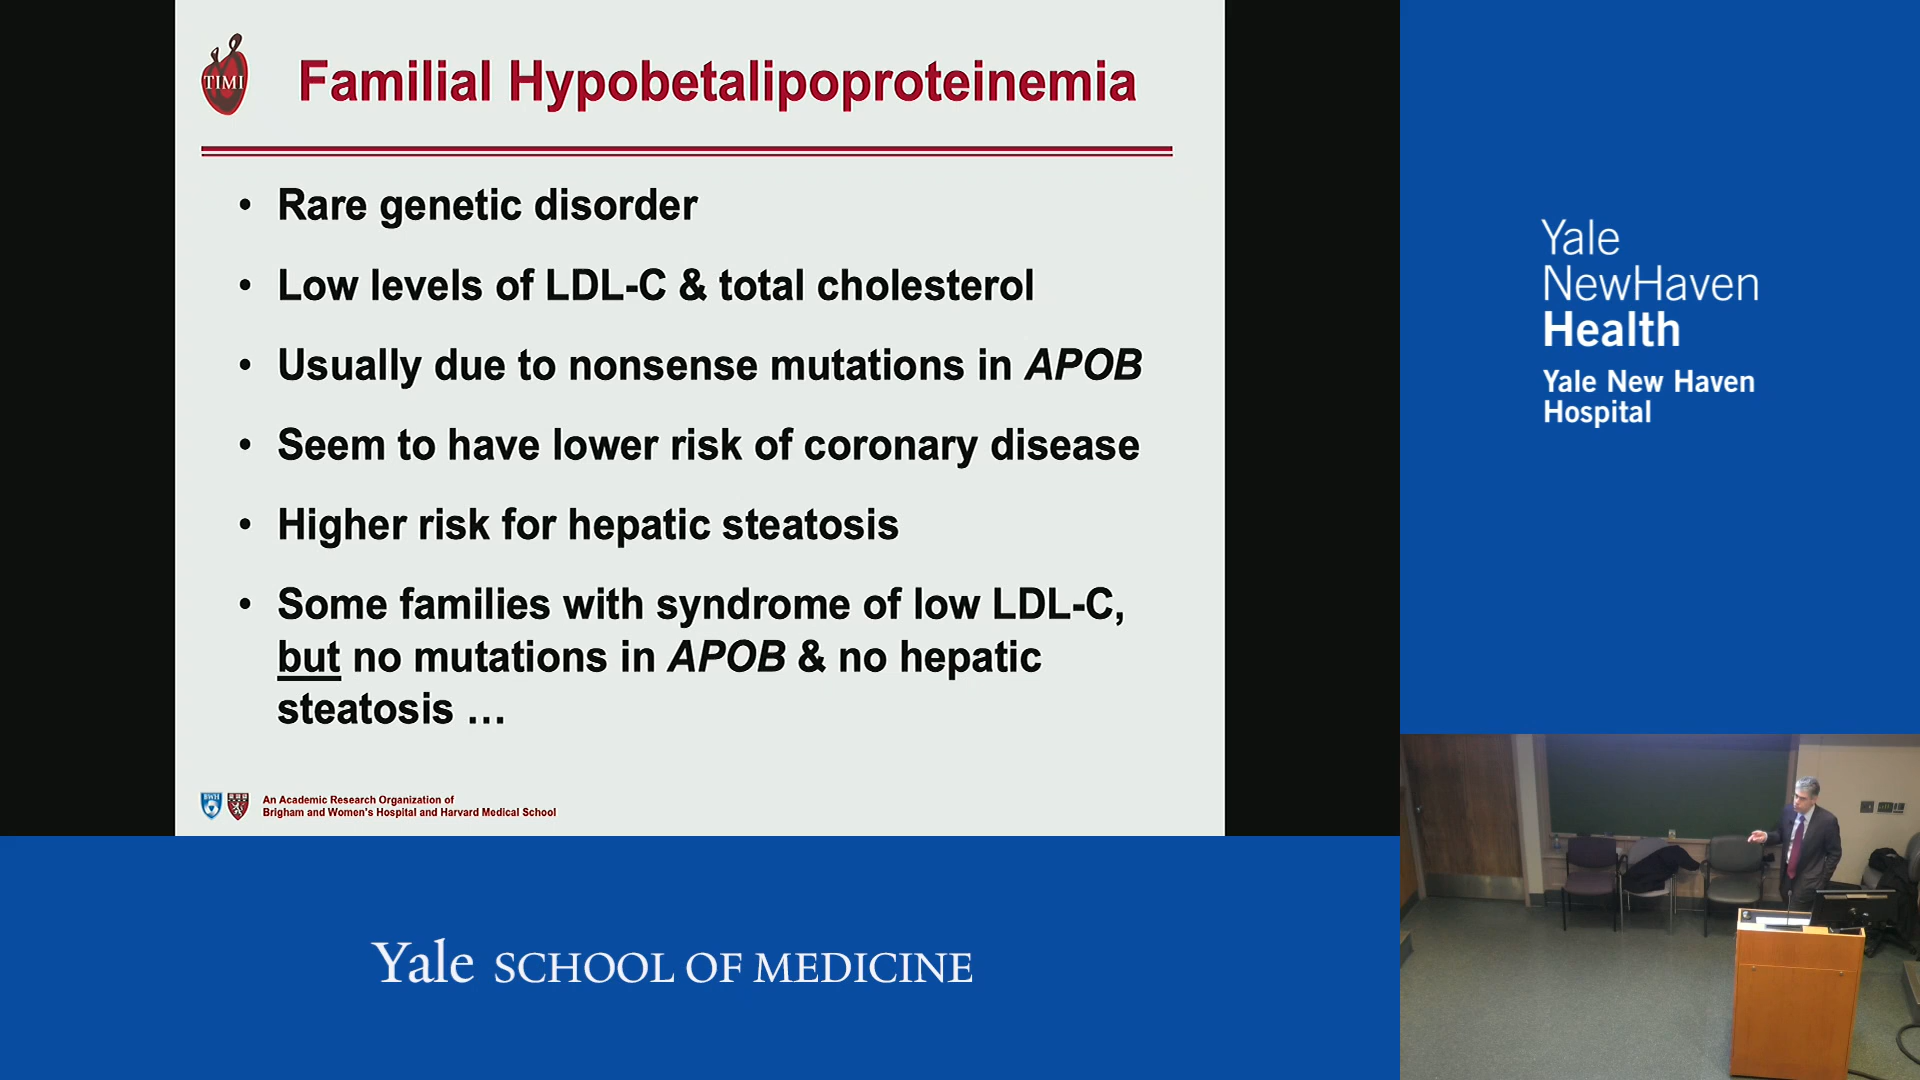 TIMI
Familial Hypobetalipoproteinemia
• Rare genetic disorder
• Low levels of LDL-C & total cholesterol
• Usually due to nonsense mutations in APOB
• Seem to have lower risk of coronary disease
• Higher risk for hepatic steatosis
• Some families with syndrome of low LDL-C,
but no mutations in APOB & no hepatic
steatosis …
BWH
An Academic Research Organization of
Brigham and Women's Hospital and Harvard Medical School
Yale
NewHaven
Health
Yale New Haven
Hospital
Yale SCHOOL OF MEDICINE